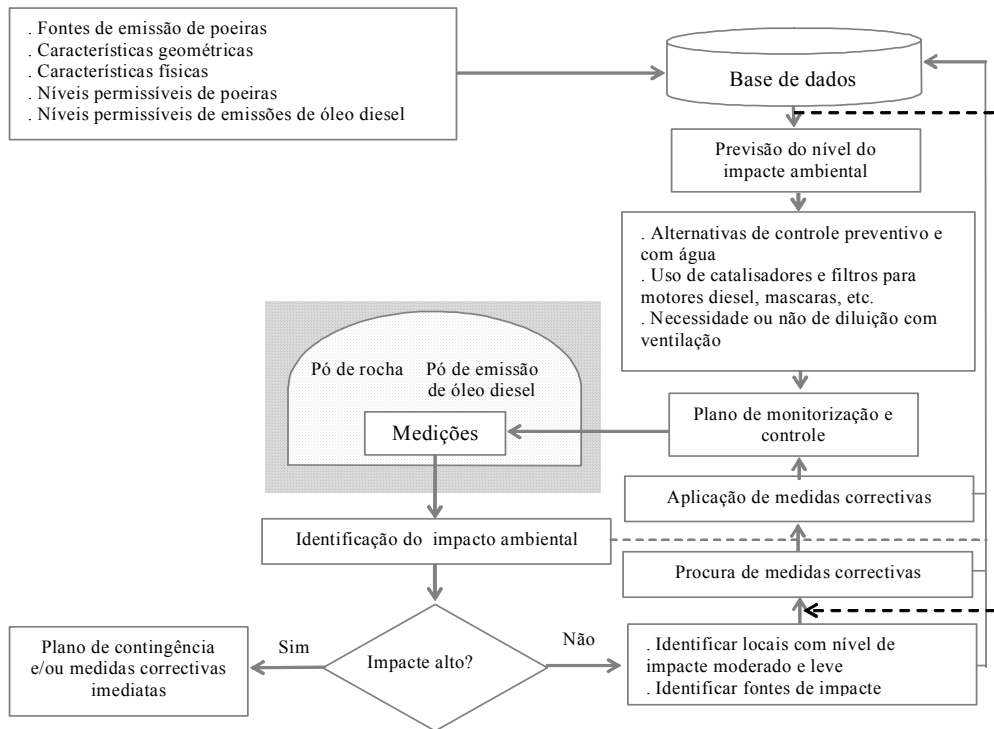 . Fontes de emissão de poeiras
. Características geométricas
. Características físicas
. Níveis permissíveis de poeiras
. Níveis permissíveis de emissões de óleo diesel
Base de dados
Previsão do nível do
impacte ambiental
. Alternativas de controle preventivo e
com água
. Uso de catalisadores e filtros para
motores diesel, mascaras, etc.
. Necessidade ou não de diluição com
ventilação
Pó de rocha
Pó de emissão
de óleo diesel
Medições
Plano de monitorização e
controle
Aplicação de medidas correctivas
Identificação do impacto ambiental
Procura de medidas correctivas
Plano de contingência
e/ou medidas correctivas
imediatas
Sim
Impacte alto?
Não
. Identificar locais com nível de
impacte moderado e leve
. Identificar fontes de impacte